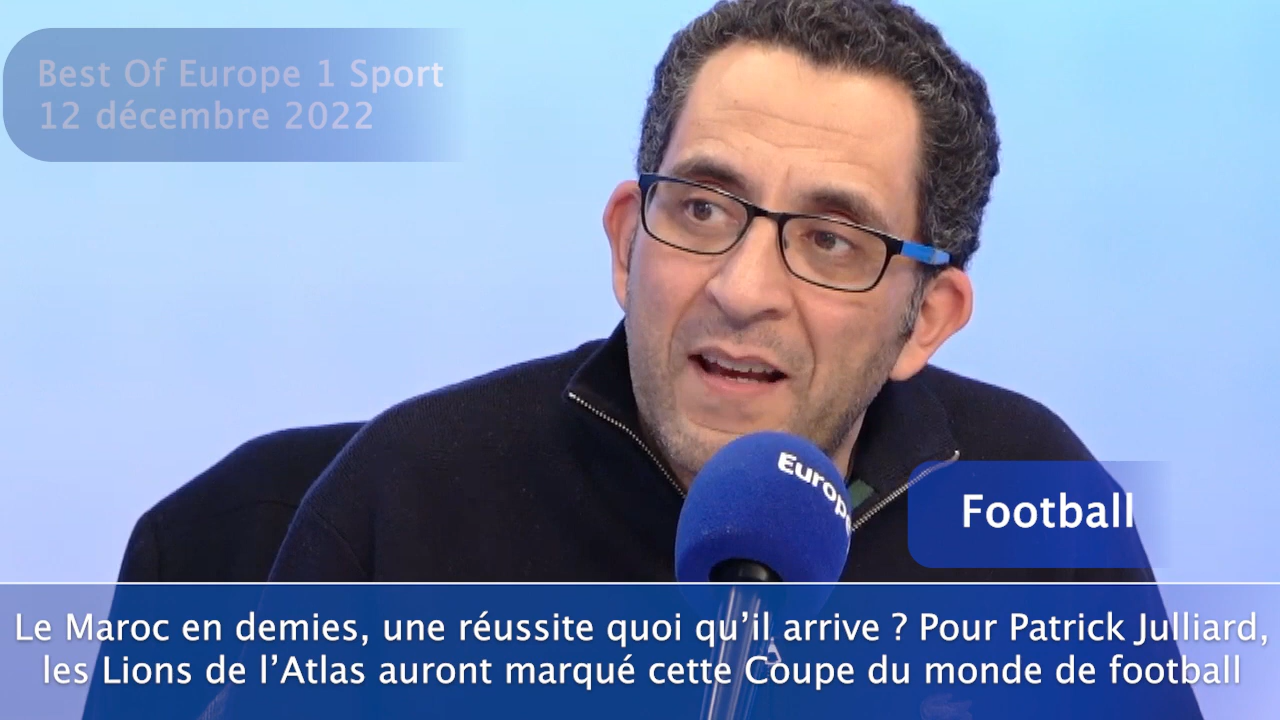 Best Of Europe 1 Sport
12 décembre 2022
Europe
Football
Le Maroc en demies, une réussite quoi qu’il arrive ? Pour Patrick Julliard,
les Lions de l’Atlas auront marqué cette Coupe du monde de football